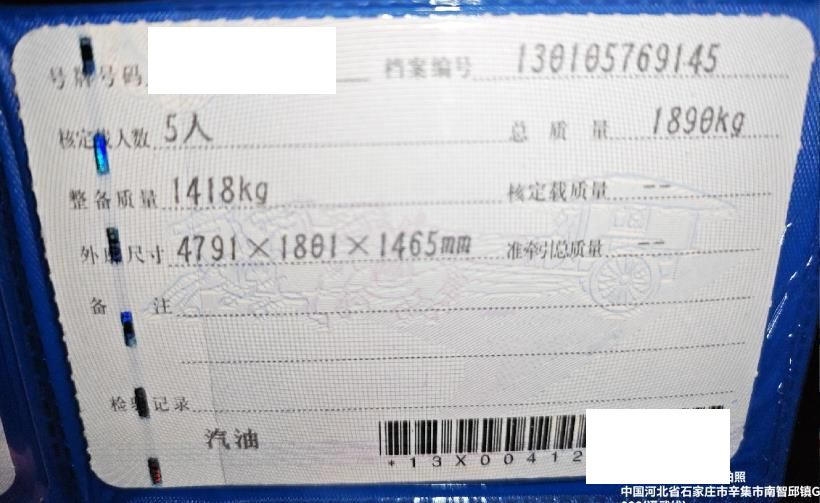 号牌号码 档案编号 130105769145
核定载人数 5人 总质量 1890kg
整备质量 1418kg 核定载质量 --
外廓尺寸 4791×1801×1465mm 准牵引总质量 --
备注
检验记录
汽油
*13X00412
拍照
中国河北省石家庄市辛集市南智邱镇G